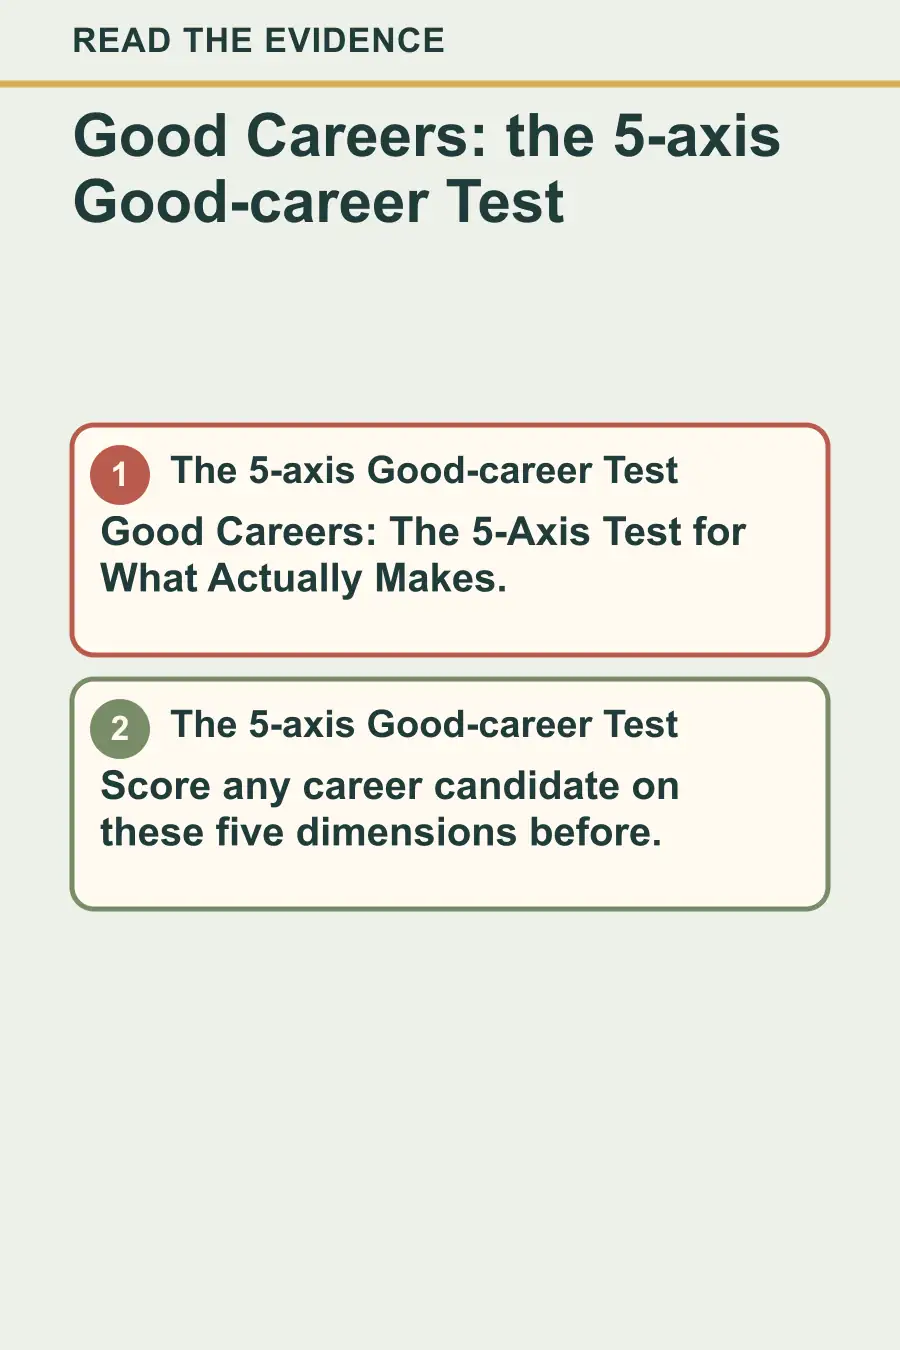 READ THE EVIDENCE
Good Careers: the 5-axis
Good-career Test
1
The 5-axis Good-career Test
Good Careers: The 5-Axis Test for
What Actually Makes.
2
The 5-axis Good-career Test
Score any career candidate on
these five dimensions before.